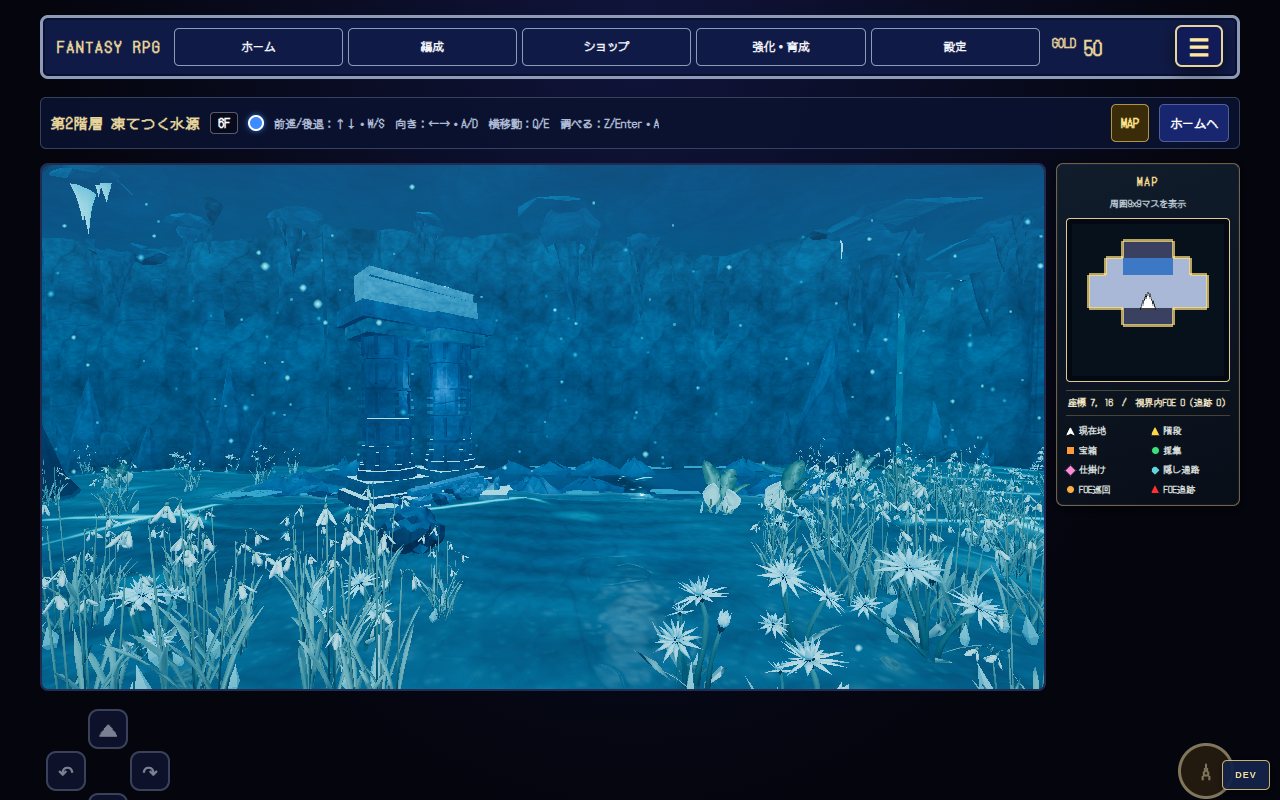 FANTASY RPG ホーム 編成 ショップ 強化・育成 設定 GOLD 50
第2階層 凍てつく水源 6F 前進/後退：↑↓・W/S 向き：←→・A/D 横移動：Q/E 調べる：Z/Enter・A MAP ホームへ
MAP
周囲9x9マスを表示
座標 7, 16 / 視界内FOE 0（追跡 0）
現在地 階段
宝箱 採集
仕掛け 隠し通路
FOE巡回 FOE追跡
A DEV